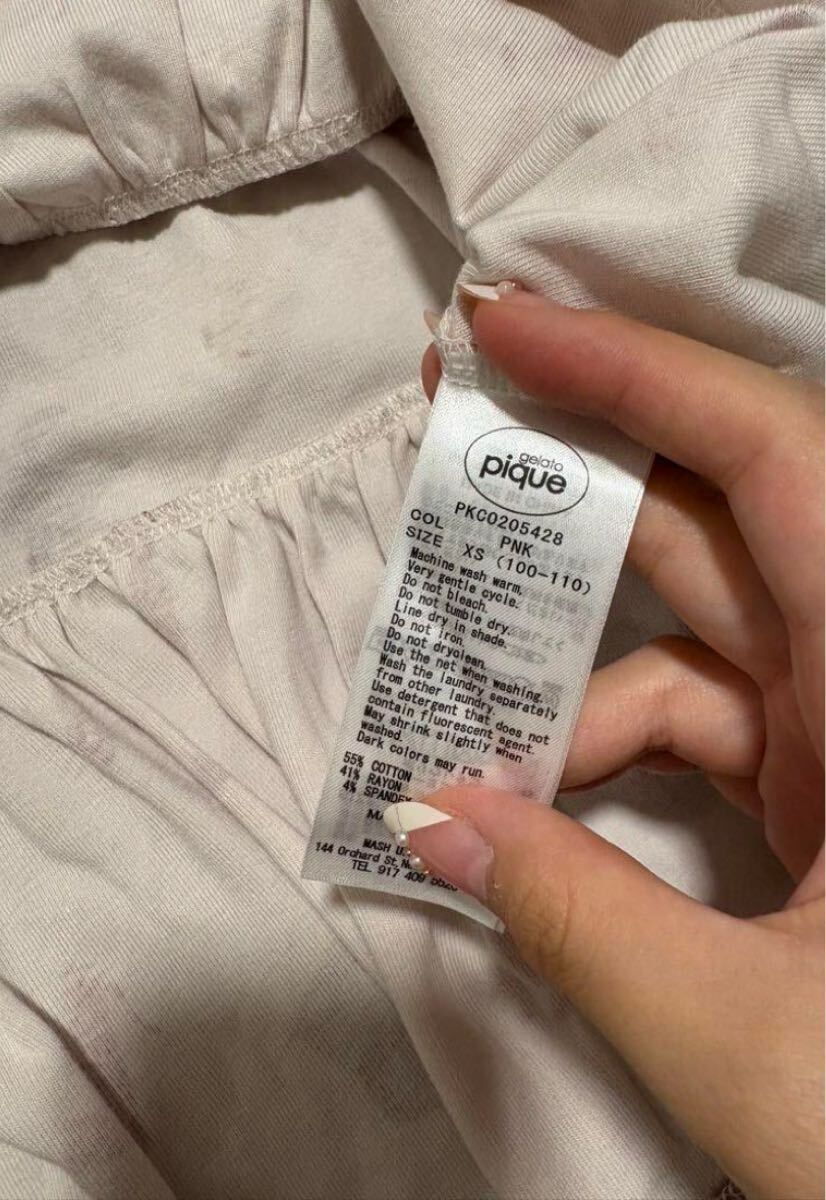 gelato
pique
PKC0205428
COL PNK
SIZE XS (100-110)
Machine wash warm.
Very gentle cycle.
Do not bleach.
Do not tumble dry.
Line dry in shade.
Do not iron.
Do not dryclean.
Use the net when washing.
Wash the laundry separately
from other laundry.
Use detergent that does not
contain fluorescent agent.
May shrink slightly when
washed.
Dark colors may run.
55% COTTON
41% RAYON
4% SPANDEX
MASH
144 Orchard St,
TEL 917 409